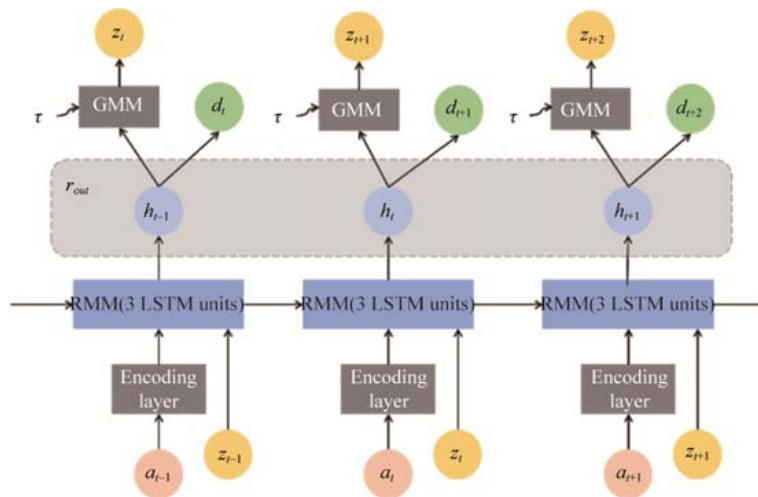 z_t z_{t+1} z_{t+2}
τ GMM d_t τ GMM d_{t+1} τ GMM d_{t+2}
r_{out}
h_{t-1} h_t h_{t+1}
RMM(3 LSTM units) RMM(3 LSTM units) RMM(3 LSTM units)
Encoding Encoding Encoding
layer layer layer
a_{t-1} z_{t-1} a_t z_t a_{t+1} z_{t+1}